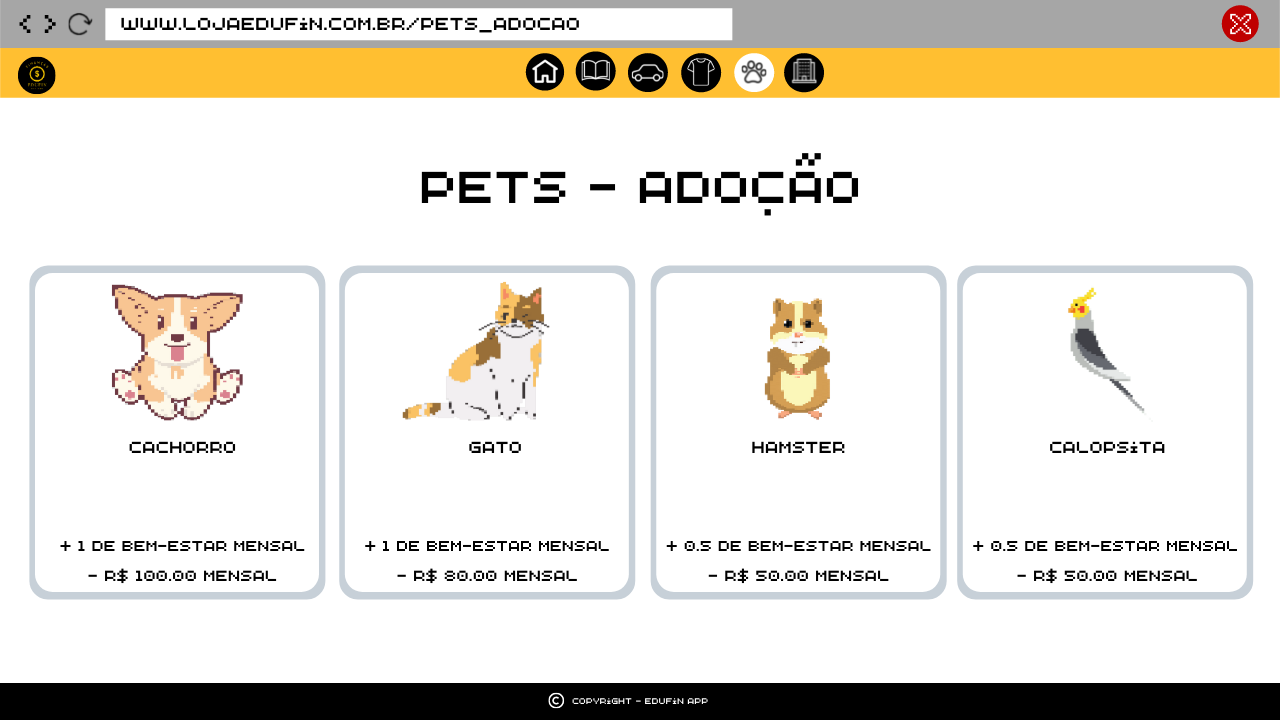 WWW.LOJAEDUFIN.COM.BR/PETS_ADOCAO
PETS - ADOÇÃO
CACHORRO
+ 1 DE BEM-ESTAR MENSAL
- R$ 100.00 MENSAL
GATO
+ 1 DE BEM-ESTAR MENSAL
- R$ 80.00 MENSAL
HAMSTER
+ 0.5 DE BEM-ESTAR MENSAL
- R$ 50.00 MENSAL
CALOPSITA
+ 0.5 DE BEM-ESTAR MENSAL
- R$ 50.00 MENSAL
© COPYRIGHT - EDUFIN APP